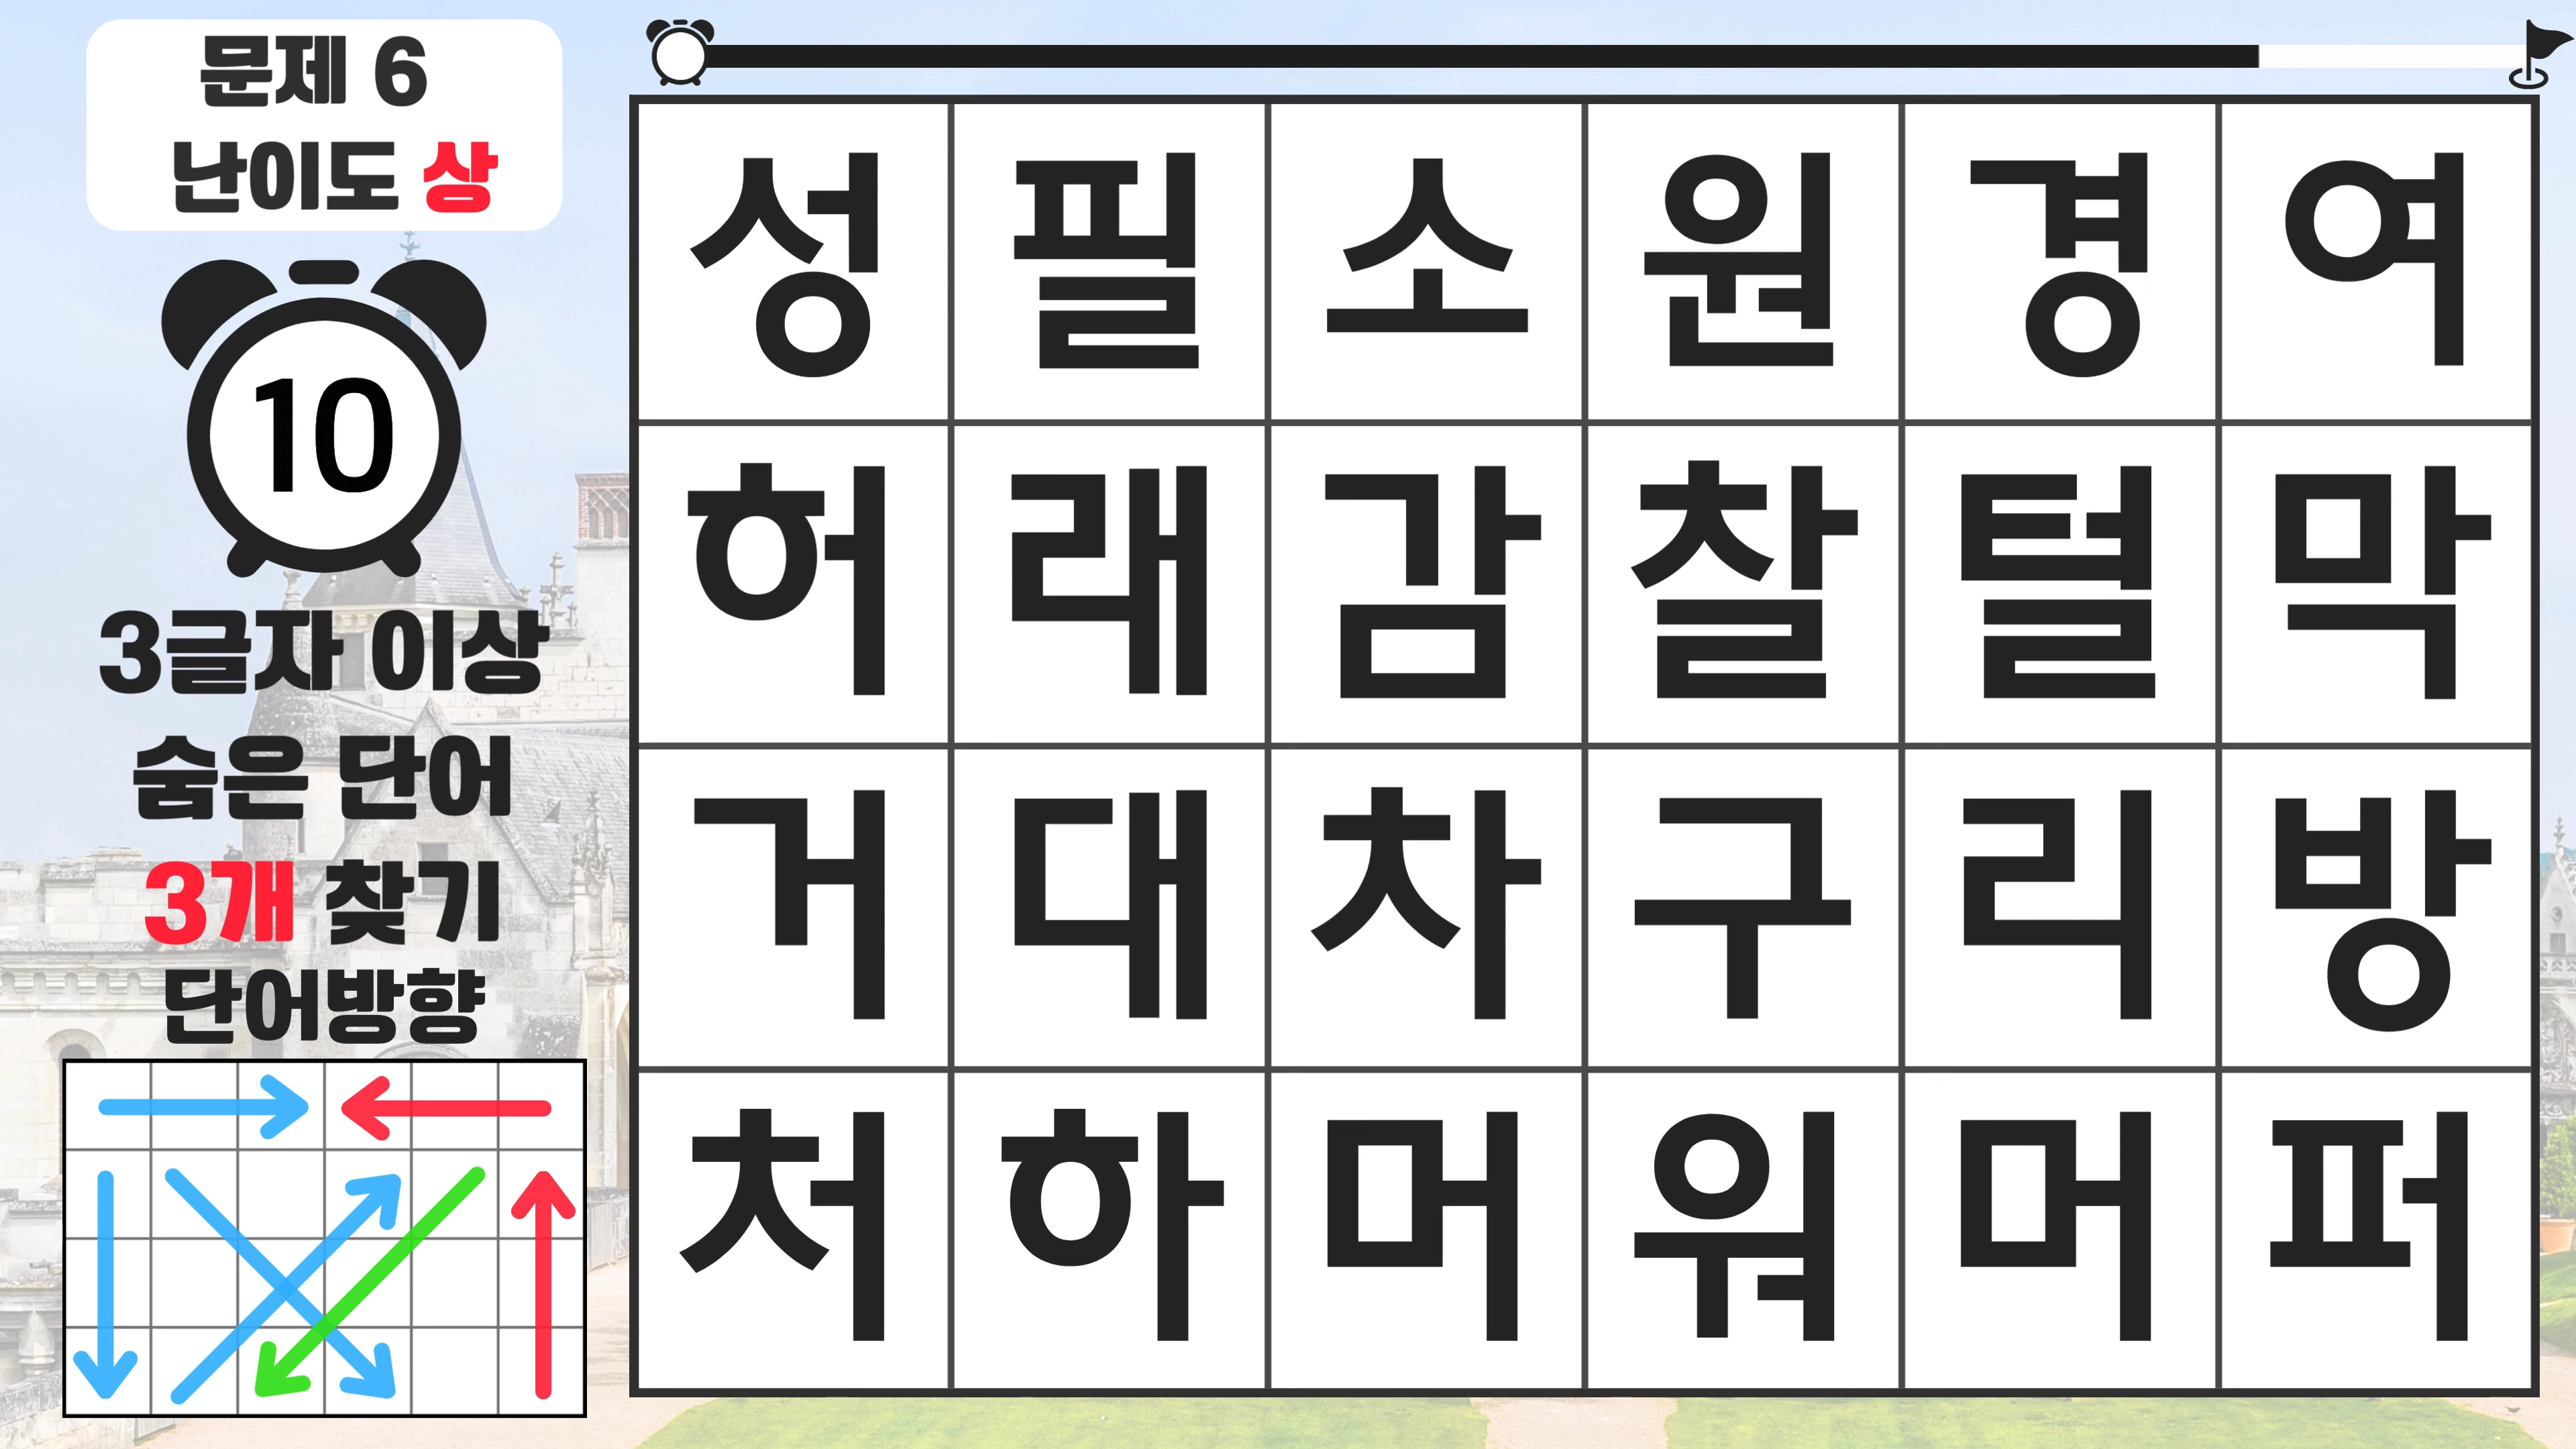 문제 6
난이도 상
10
3글자 이상
숨은 단어
3개 찾기
단어방향
성 필 소 원 경 여
허 래 감 찰 털 막
거 대 차 구 리 방
처 하 머 워 머 퍼